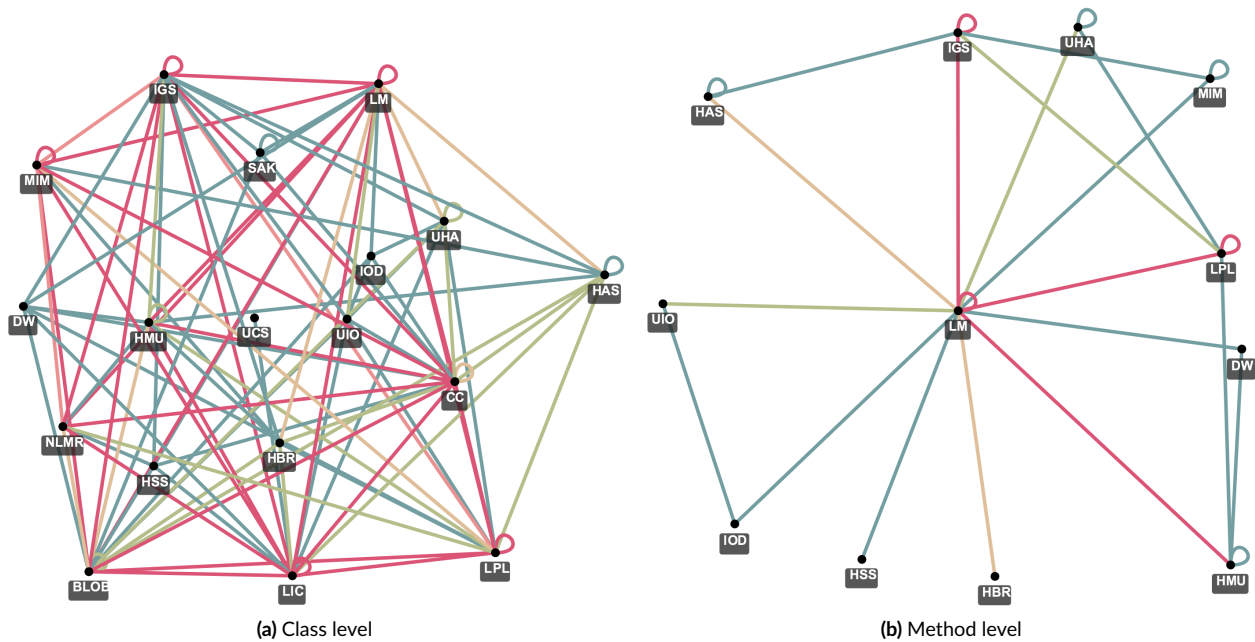 IGS
LM
SAK
MIM
UHA
IOD
HAS
DW
HMU
UCS
UIO
CC
NLMR
HBR
HSS
BLOB
LIC
LPL
(a) Class level
IGS
UHA
MIM
HAS
LPL
UIO
LM
DW
IOD
HSS
HBR
HMU
(b) Method level